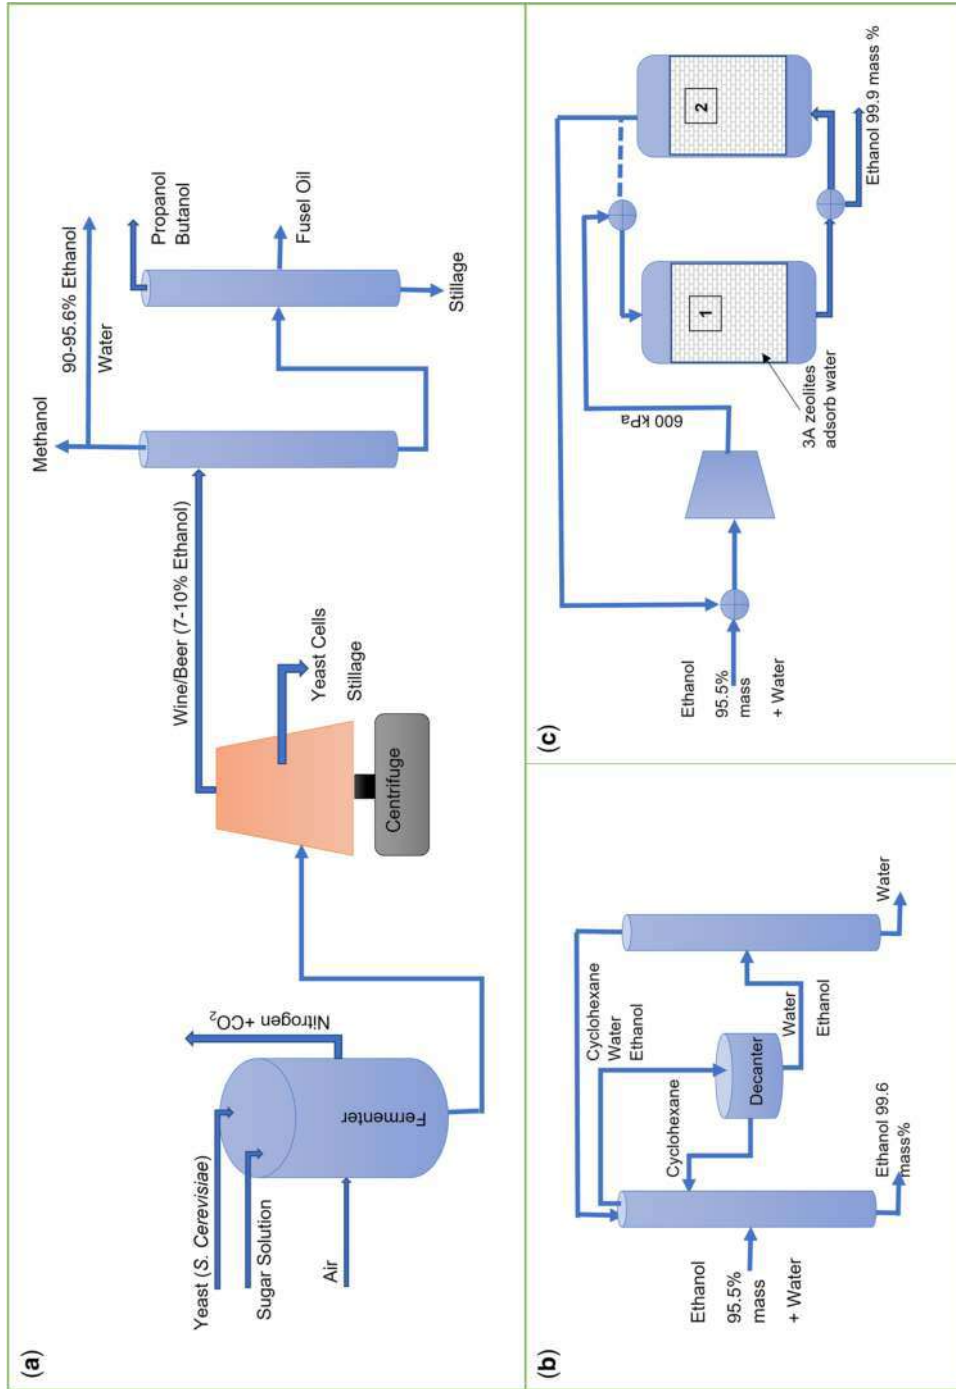 (a)
Yeast (S. Cerevisiae)
Sugar Solution
Air
Fermenter
Nitrogen +CO2
Centrifuge
Yeast Cells
Stillage
Wine/Beer (7-10% Ethanol)
Methanol
90-95.6% Ethanol
Water
Propanol
Butanol
Fusel Oil
Stillage
(b)
Ethanol
95.5%
mass
+ Water
Cyclohexane
Water
Ethanol
Cyclohexane
Decanter
Water
Ethanol
Ethanol 99.6
mass%
Water
(c)
Ethanol
95.5%
mass
+ Water
600 kPa
1
3A zeolites
adsorb water
2
Ethanol 99.9 mass %